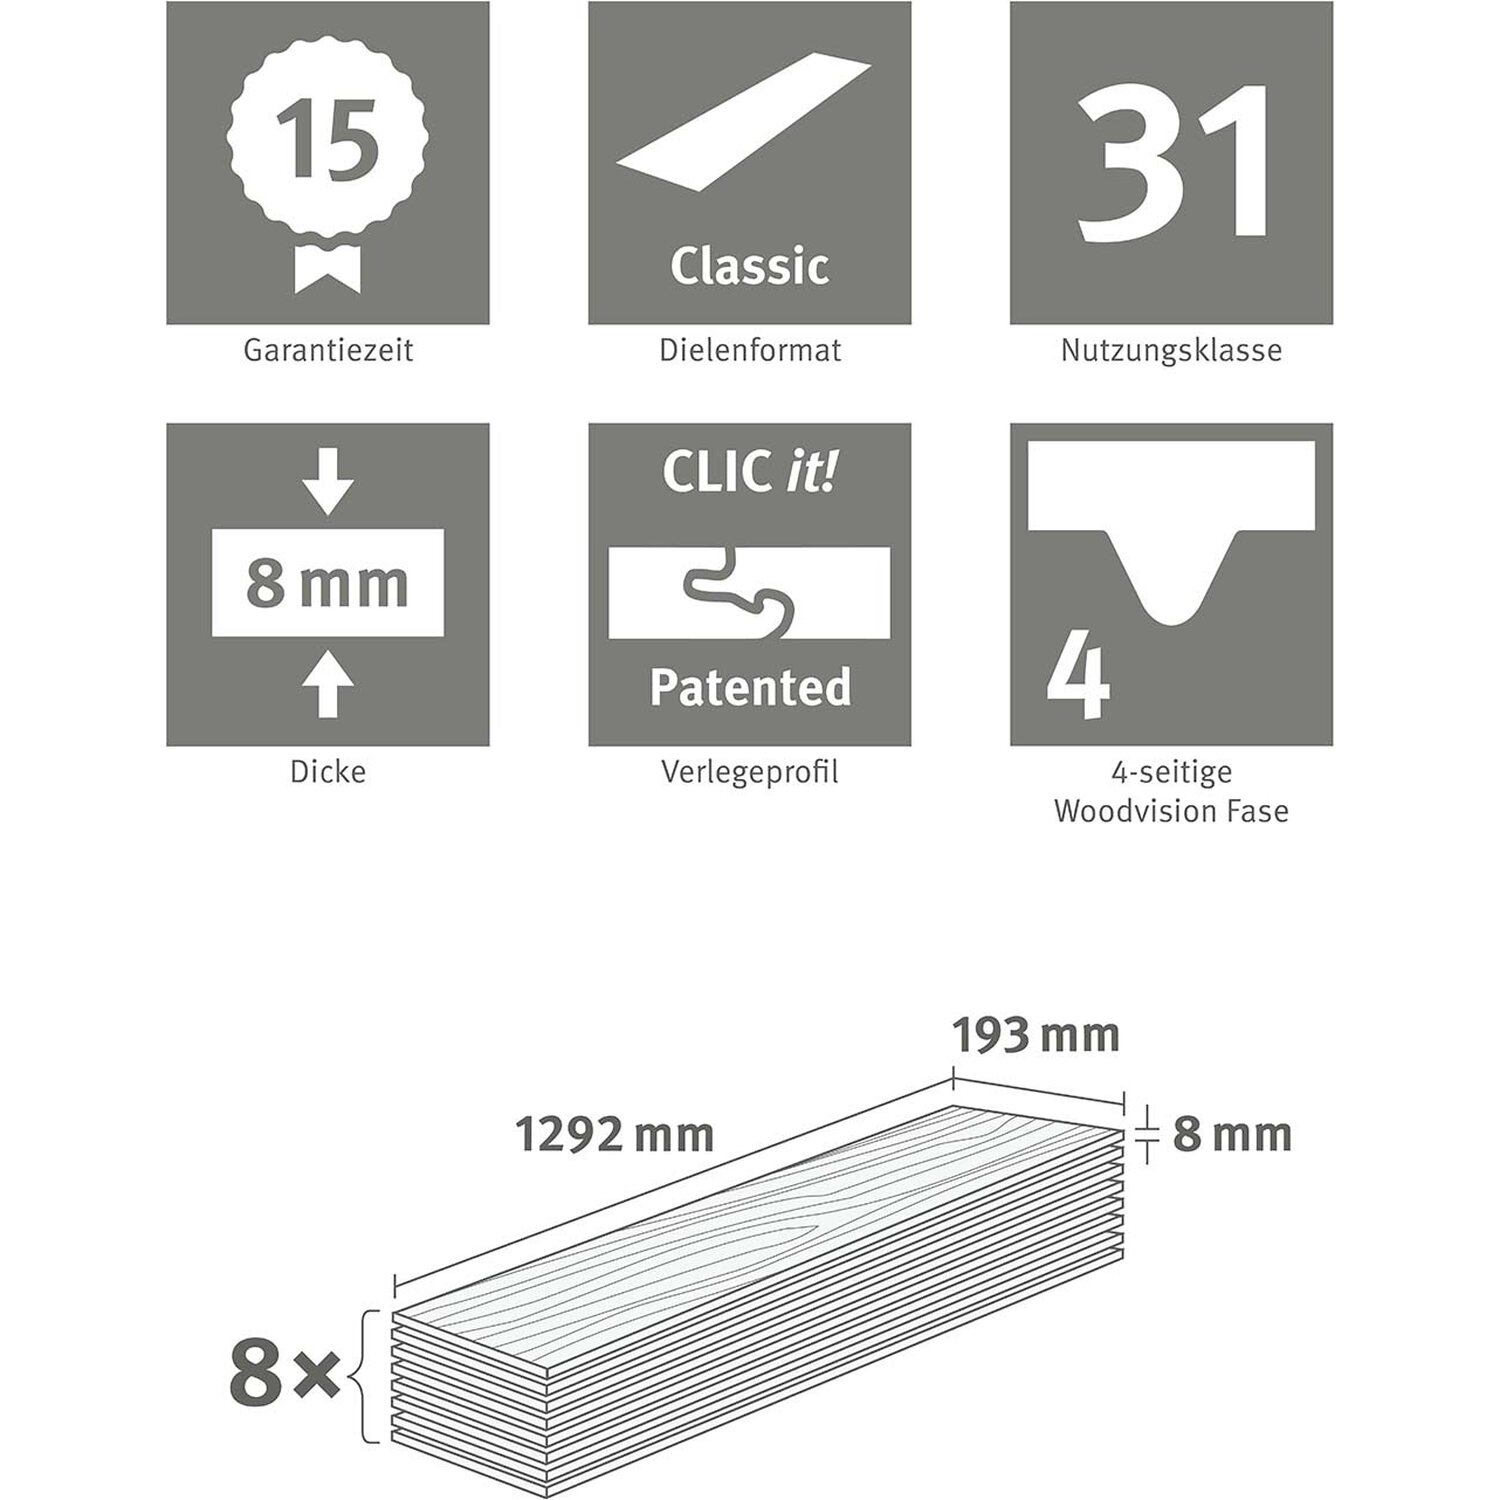 15
Garantiezeit
Classic
Dielenformat
31
Nutzungsklasse
8 mm
Dicke
CLIC it!
Patented
Verlegeprofil
4
4-seitige
Woodvision Fase
193 mm
1292 mm
8 mm
8×